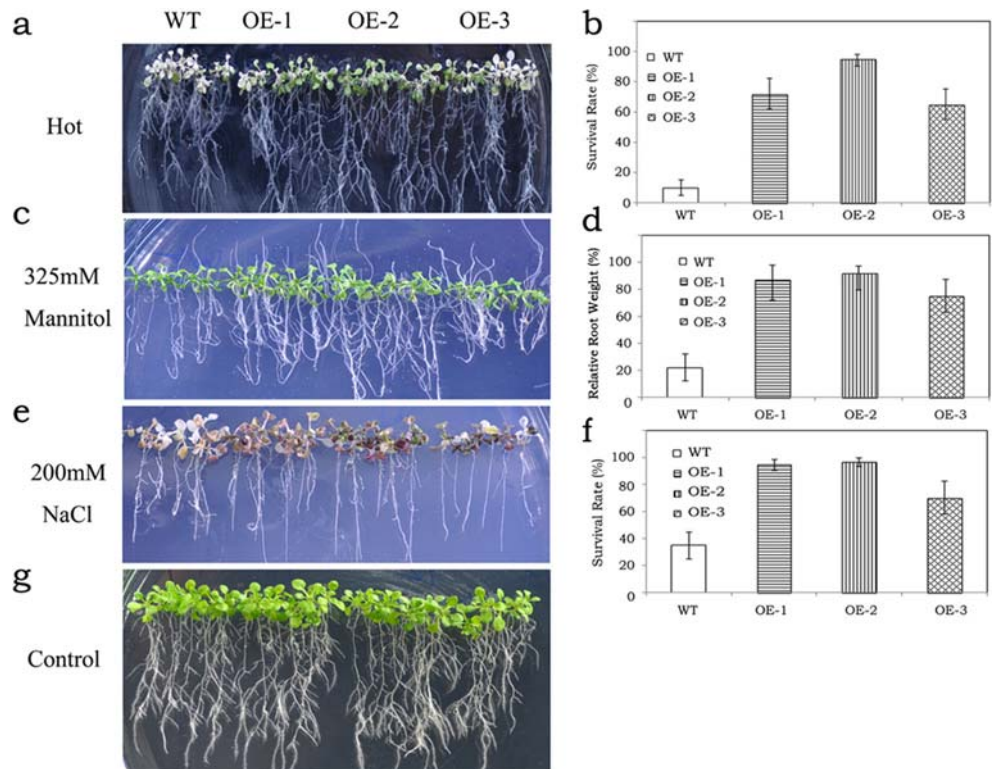 a WT OE-1 OE-2 OE-3
Hot
b
Survival Rate (%)
100
80
60
40
20
0
WT
OE-1
OE-2
OE-3
WT OE-1 OE-2 OE-3
c
325mM
Mannitol
d
Relative Root Weight (%)
100
80
60
40
20
0
WT
OE-1
OE-2
OE-3
WT OE-1 OE-2 OE-3
e
200mM
NaCl
f
Survival Rate (%)
100
80
60
40
20
0
WT
OE-1
OE-2
OE-3
WT OE-1 OE-2 OE-3
g
Control